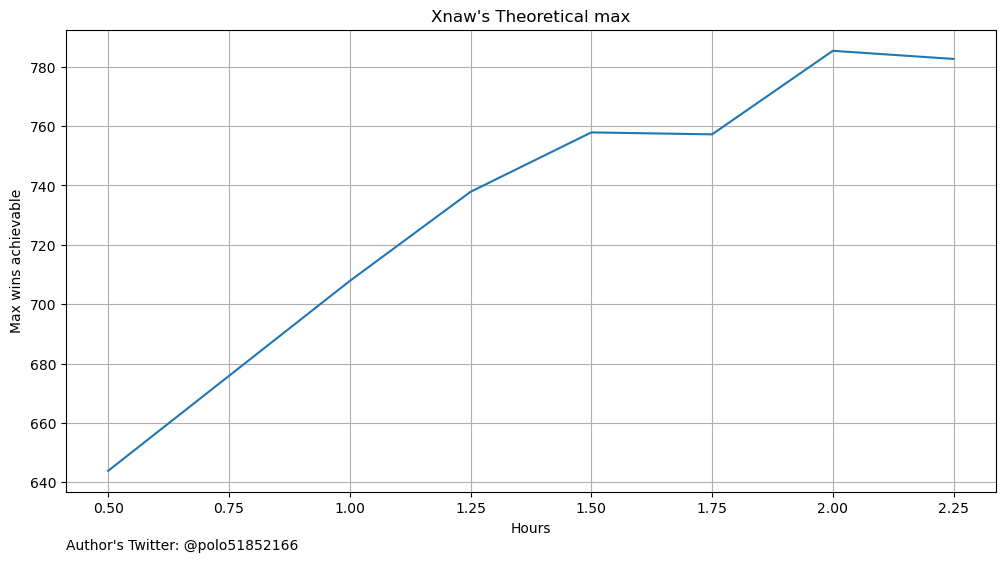 Xnaw's Theoretical max
Max wins achievable
780
760
740
720
700
680
660
640
0.50 0.75 1.00 1.25 1.50 1.75 2.00 2.25
Hours
Author's Twitter: @polo51852166